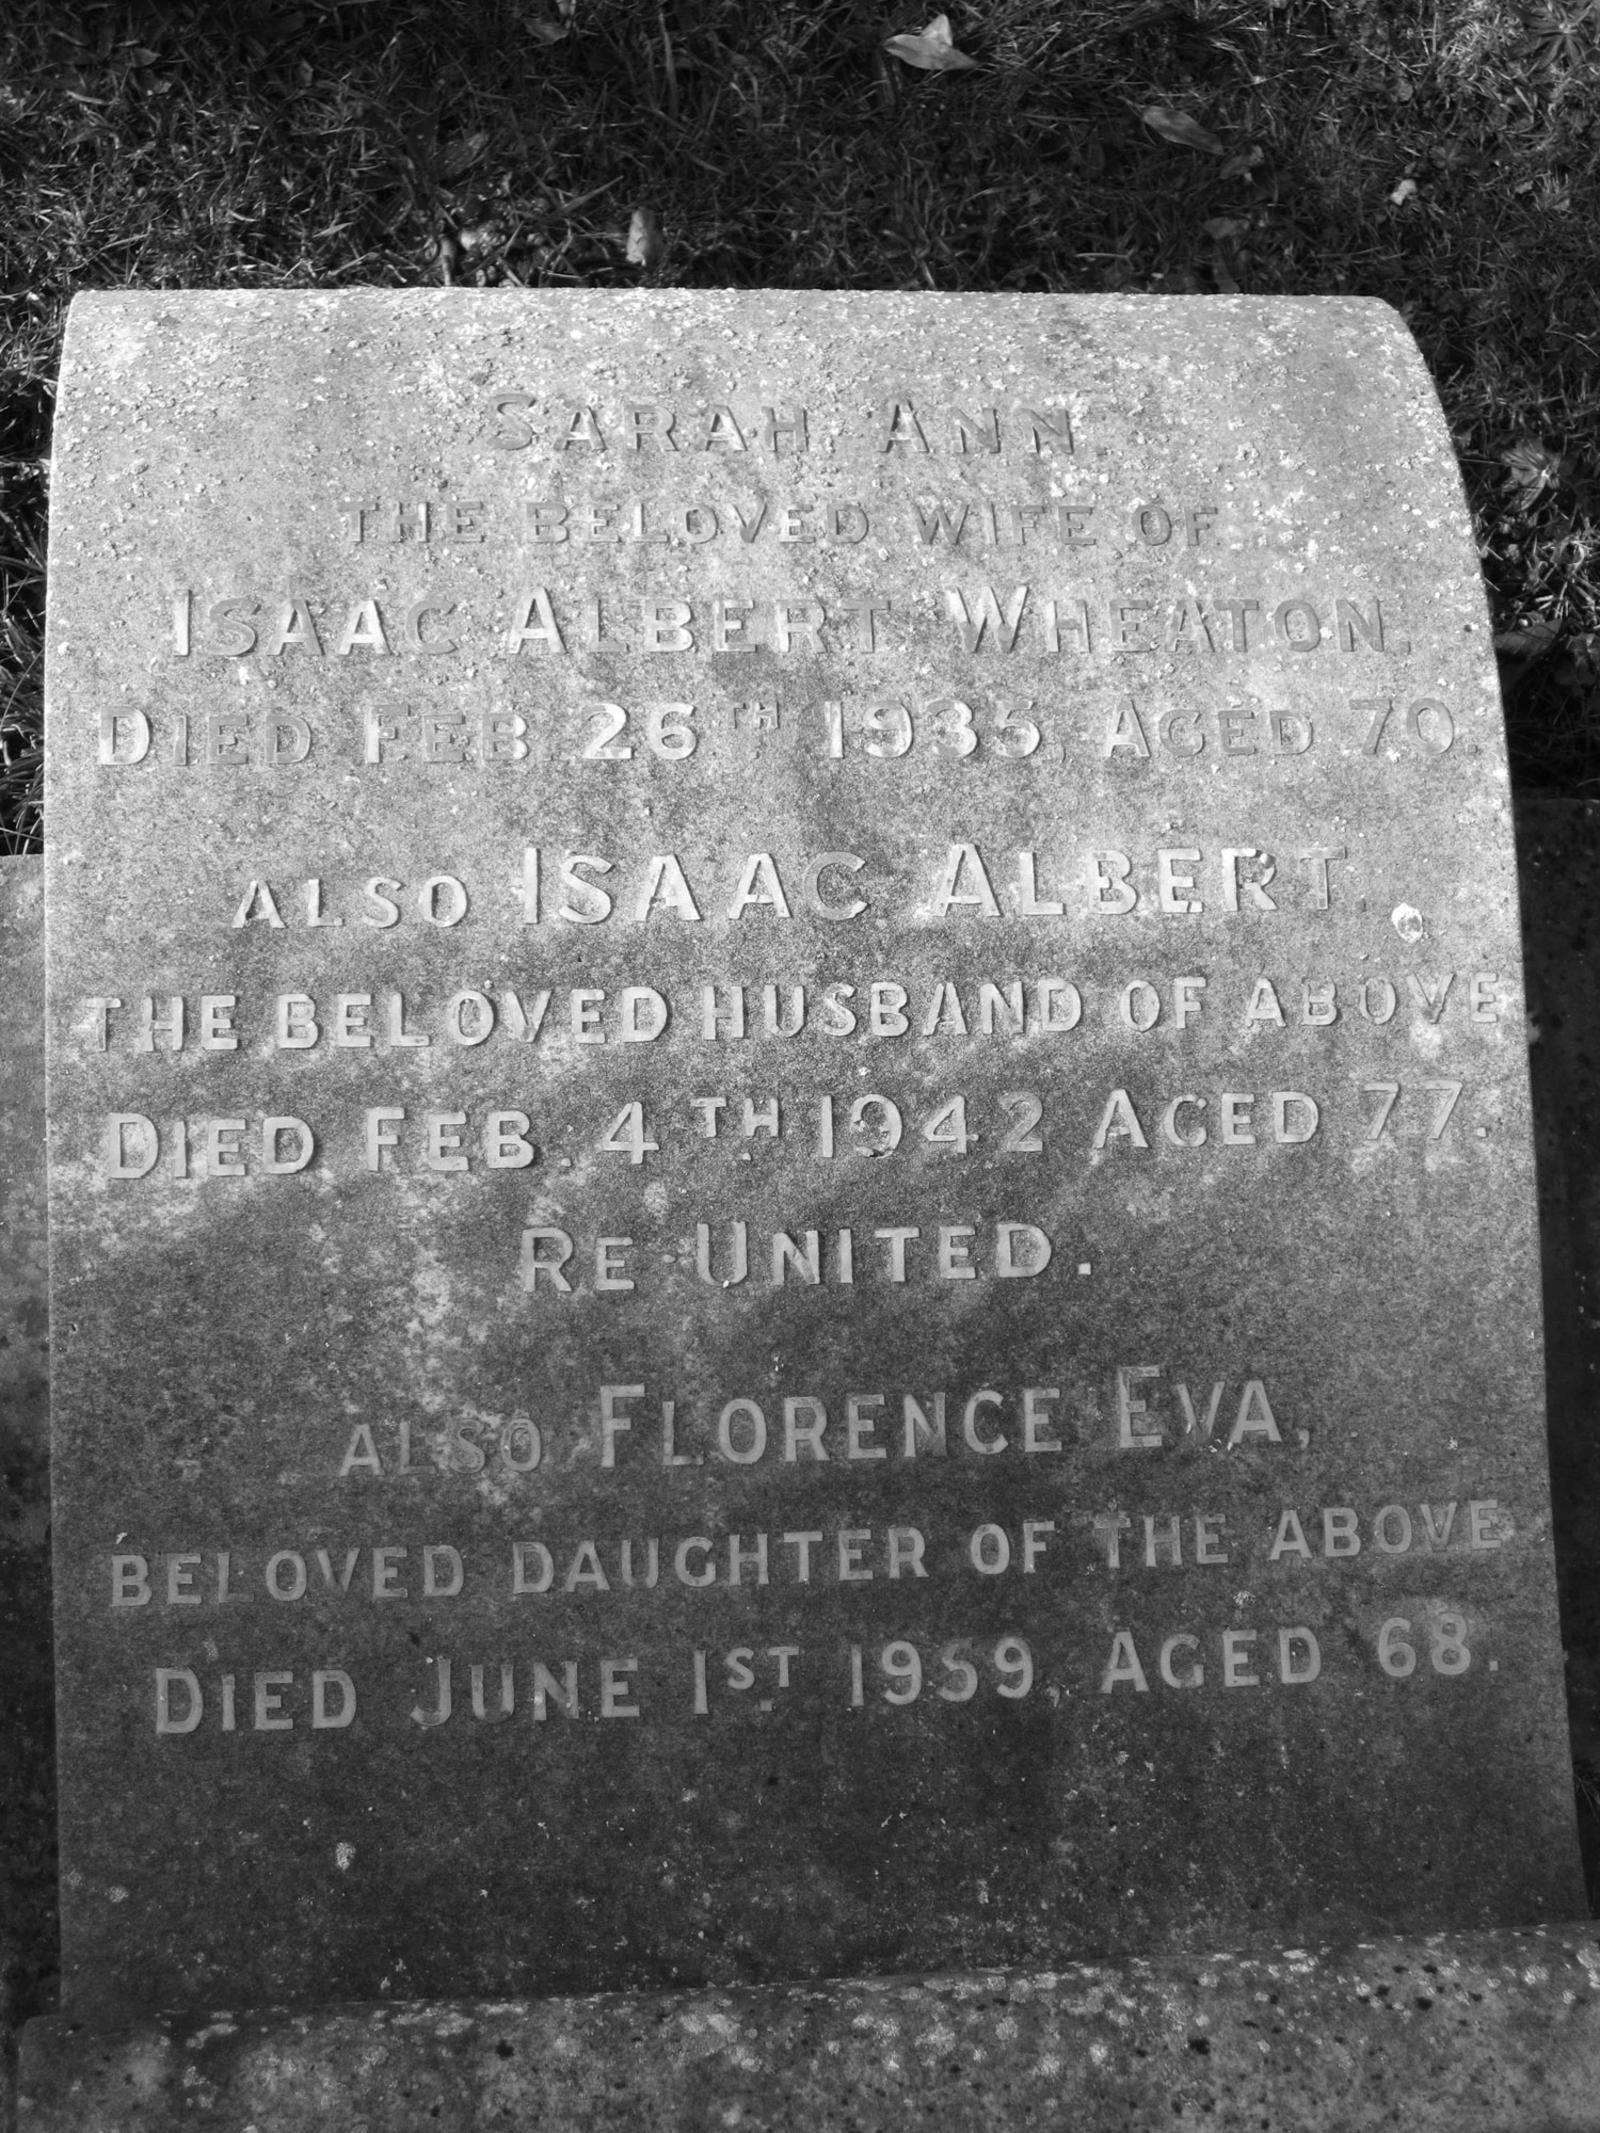 SARAH ANN.
THE BELOVED WIFE OF
ISAAC ALBERT WHEATON.
DIED FEB. 26TH 1935, AGED 70.
ALSO ISAAC ALBERT.
THE BELOVED HUSBAND OF ABOVE
DIED FEB. 4TH 1942 AGED 77.
RE-UNITED.
ALSO FLORENCE EVA,
BELOVED DAUGHTER OF THE ABOVE
DIED JUNE 1ST 1959, AGED 68.